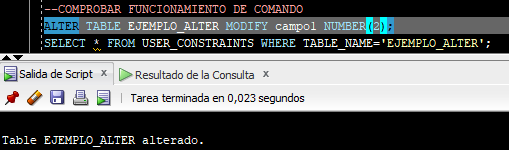 --COMPROBAR FUNCIONAMIENTO DE COMANDO
ALTER TABLE EJEMPLO_ALTER MODIFY campo1 NUMBER(2);
SELECT * FROM USER_CONSTRAINTS WHERE TABLE_NAME='EJEMPLO_ALTER';
Salida de Script x Resultado de la Consulta x
Tarea terminada en 0,023 segundos
Table EJEMPLO_ALTER alterado.